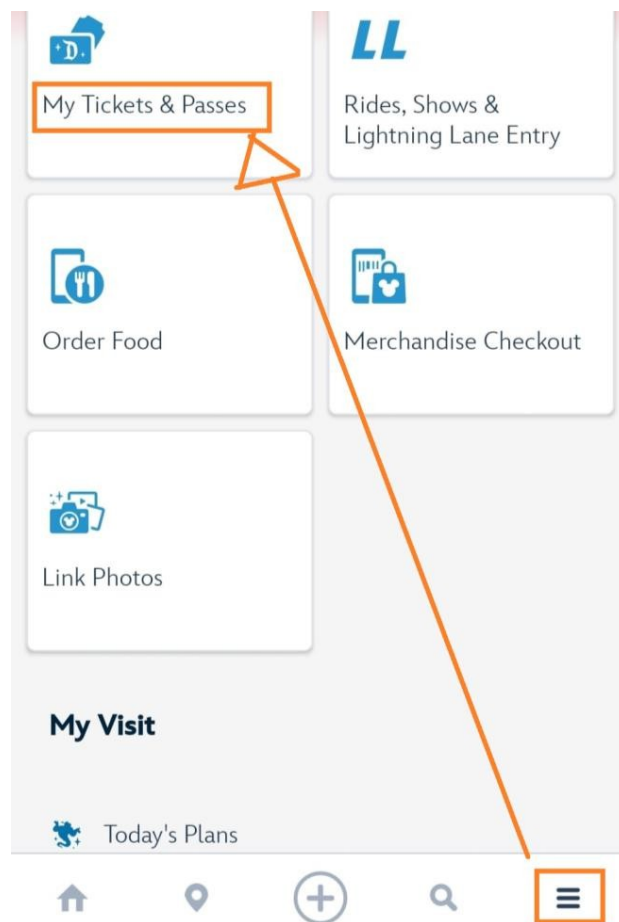 D
LL
My Tickets & Passes
Rides, Shows &
Lightning Lane Entry
Order Food
Merchandise Checkout
Link Photos
My Visit
Today's Plans